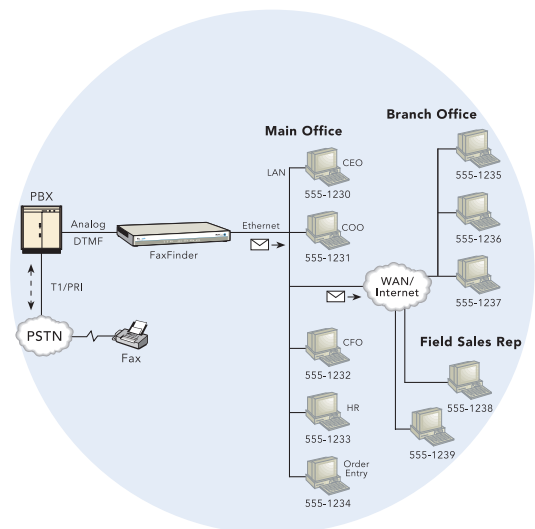 Branch Office
Main Office
LAN
CEO
555-1230
555-1235
PBX
Analog
DTMF
FaxFinder
Ethernet
COO
555-1231
555-1236
T1/PRI
WAN/
Internet
555-1237
PSTN
Fax
CFO
555-1232
Field Sales Rep
555-1238
HR
555-1233
555-1239
Order
Entry
555-1234